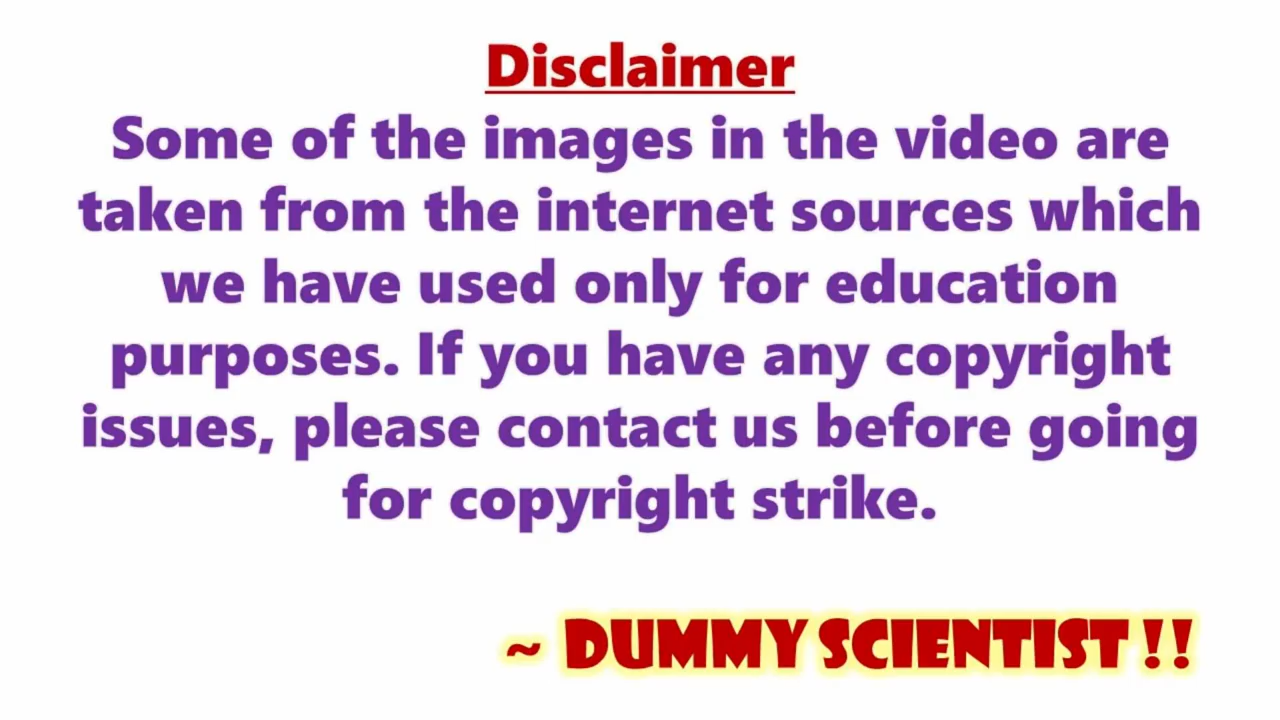 Disclaimer
Some of the images in the video are
taken from the internet sources which
we have used only for education
purposes. If you have any copyright
issues, please contact us before going
for copyright strike.
~ DUMMY SCIENTIST !!